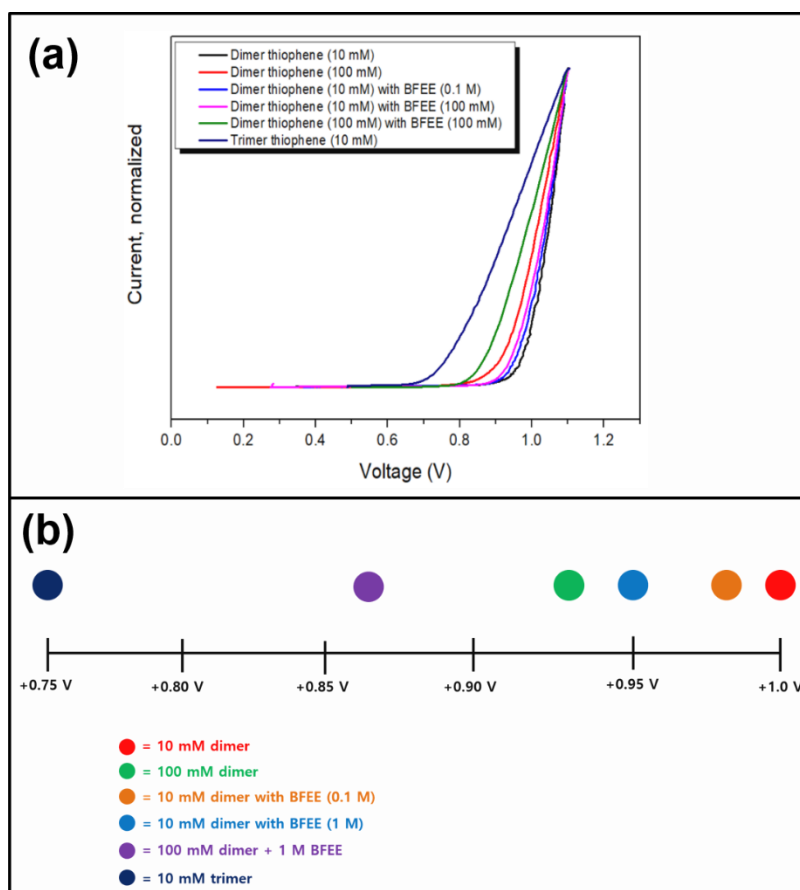 (a)
Dimer thiophene (10 mM)
Dimer thiophene (100 mM)
Dimer thiophene (10 mM) with BFEE (0.1 M)
Dimer thiophene (10 mM) with BFEE (100 mM)
Dimer thiophene (100 mM) with BFEE (100 mM)
Trimer thiophene (10 mM)
Current, normalized
0.0 0.2 0.4 0.6 0.8 1.0 1.2
Voltage (V)
(b)
+0.75 V +0.80 V +0.85 V +0.90 V +0.95 V +1.0 V
= 10 mM dimer
= 100 mM dimer
= 10 mM dimer with BFEE (0.1 M)
= 10 mM dimer with BFEE (1 M)
= 100 mM dimer + 1 M BFEE
= 10 mM trimer